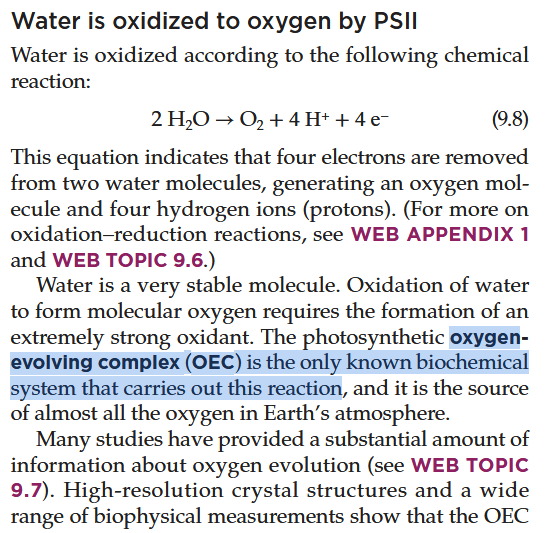 Water is oxidized to oxygen by PSII
Water is oxidized according to the following chemical
reaction:
2 H₂O → O₂ + 4 H⁺ + 4 e⁻ (9.8)
This equation indicates that four electrons are removed
from two water molecules, generating an oxygen mol-
ecule and four hydrogen ions (protons). (For more on
oxidation–reduction reactions, see WEB APPENDIX 1
and WEB TOPIC 9.6.)
Water is a very stable molecule. Oxidation of water
to form molecular oxygen requires the formation of an
extremely strong oxidant. The photosynthetic oxygen-
evolving complex (OEC) is the only known biochemical
system that carries out this reaction, and it is the source
of almost all the oxygen in Earth’s atmosphere.
Many studies have provided a substantial amount of
information about oxygen evolution (see WEB TOPIC
9.7). High-resolution crystal structures and a wide
range of biophysical measurements show that the OEC